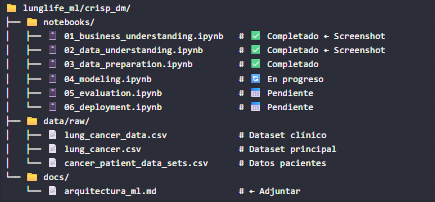 lunglife_ml/crisp_dm/
├── notebooks/
│   ├── 01_business_understanding.ipynb   # ✅ Completado ← Screenshot
│   ├── 02_data_understanding.ipynb       # ✅ Completado ← Screenshot
│   ├── 03_data_preparation.ipynb         # ✅ Completado
│   ├── 04_modeling.ipynb                 # 🔄 En progreso
│   ├── 05_evaluation.ipynb               # 📅 Pendiente
│   └── 06_deployment.ipynb               # 📅 Pendiente
├── data/raw/
│   ├── lung_cancer_data.csv              # Dataset clínico
│   ├── lung_cancer.csv                   # Dataset principal
│   └── cancer_patient_data_sets.csv      # Datos pacientes
└── docs/
    └── arquitectura_ml.md                # ← Adjuntar